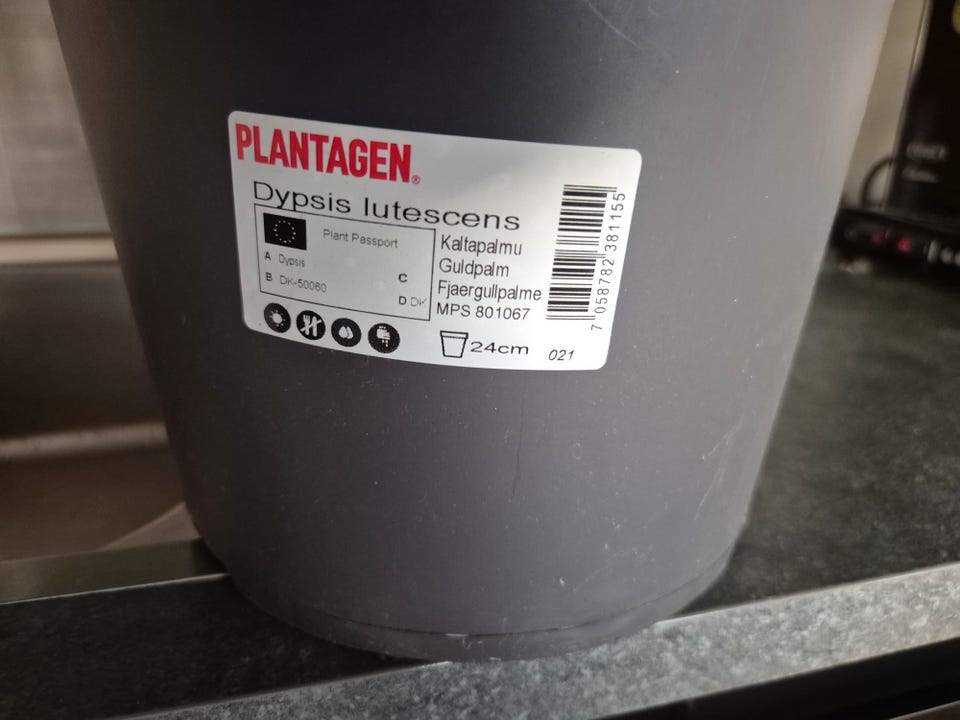 PLANTAGEN®
Dypsis lutescens
Plant Passport
A Dypsis
B DK-50060
C
D DK
Kaltapalmu
Guldpalm
Fjaergullpalme
MPS 801067
24cm
021
7 058782 381155